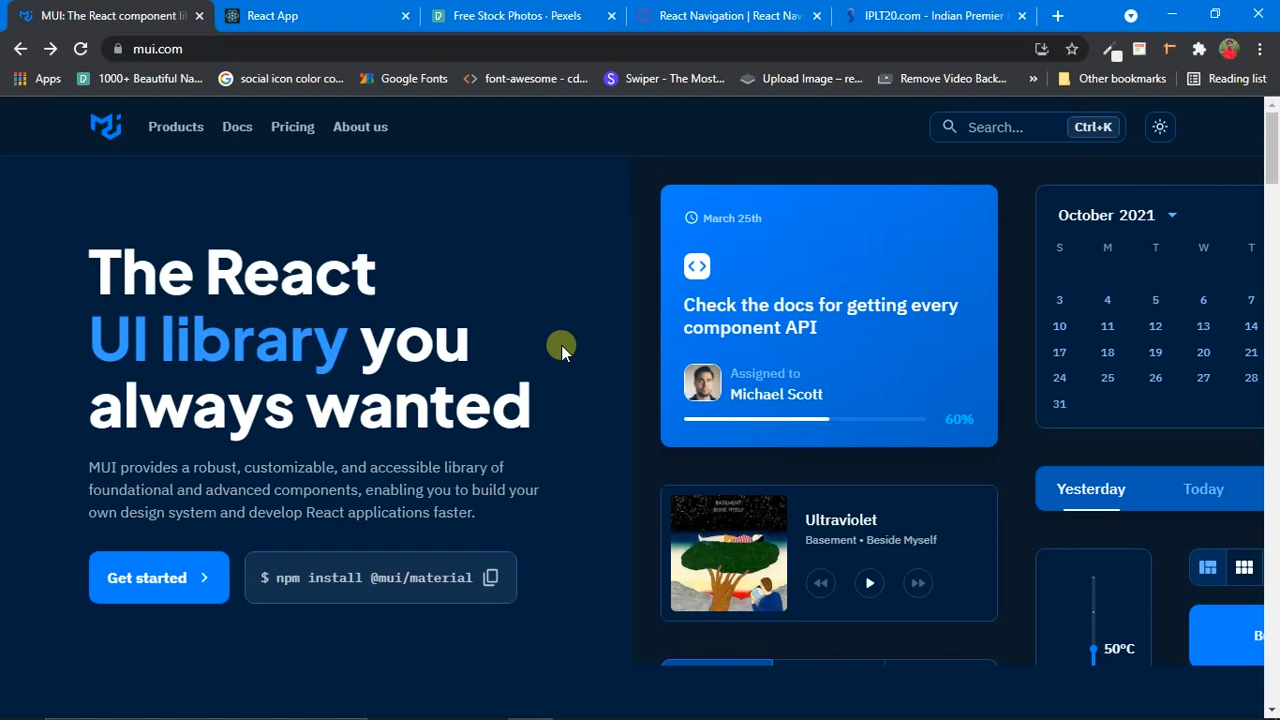 MUI: The React component li
React App
Free Stock Photos · Pexels
React Navigation | React Nav
IPLT20.com - Indian Premier
mui.com
Apps
1000+ Beautiful Na...
social icon color co...
Google Fonts
font-awesome - cd...
Swiper - The Most...
Upload Image – re...
Remove Video Back...
»
Other bookmarks
Reading list
Products
Docs
Pricing
About us
Search...
Ctrl+K
The React
UI library you
always wanted
MUI provides a robust, customizable, and accessible library of
foundational and advanced components, enabling you to build your
own design system and develop React applications faster.
Get started
$ npm install @mui/material
March 25th
Check the docs for getting every
component API
Assigned to
Michael Scott
60%
BASEMENT
BESIDE MYSELF
Ultraviolet
Basement • Beside Myself
October 2021
S M T W T
3 4 5 6 7
10 11 12 13 14
17 18 19 20 21
24 25 26 27 28
31
Yesterday
Today
50°C